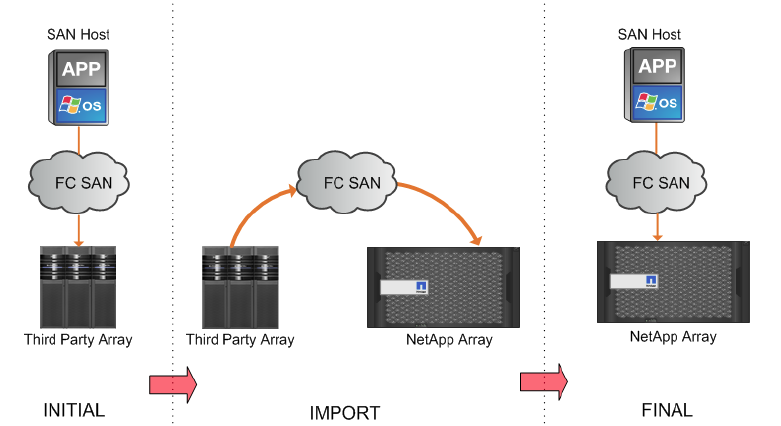 SAN Host
APP
OS
FC SAN
Third Party Array
INITIAL
FC SAN
Third Party Array
NetApp Array
IMPORT
SAN Host
APP
OS
FC SAN
NetApp Array
FINAL